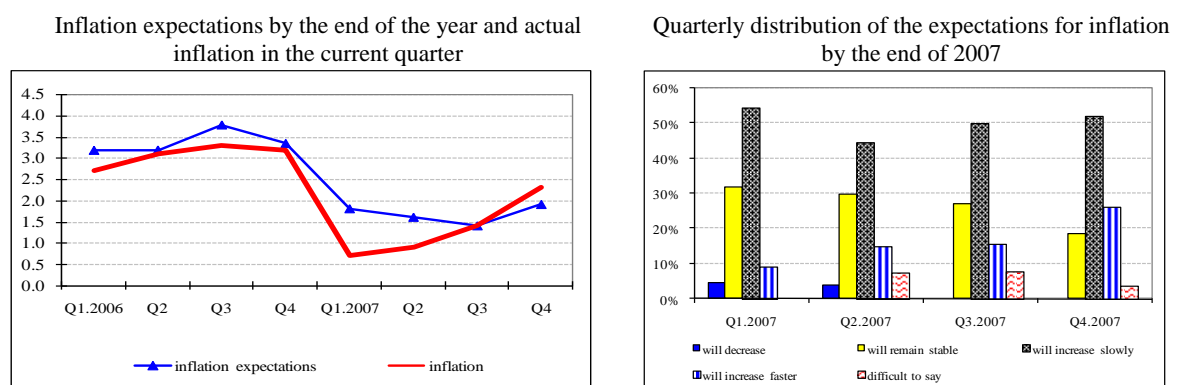 Inflation expectations by the end of the year and actual
inflation in the current quarter
4.5
4.0
3.5
3.0
2.5
2.0
1.5
1.0
0.5
0.0
Q1.2006 Q2 Q3 Q4 Q1.2007 Q2 Q3 Q4
inflation expectations inflation
Quarterly distribution of the expectations for inflation
by the end of 2007
60%
50%
40%
30%
20%
10%
0%
Q1.2007 Q2.2007 Q3.2007 Q4.2007
will decrease will remain stable will increase slowly
will increase faster difficult to say